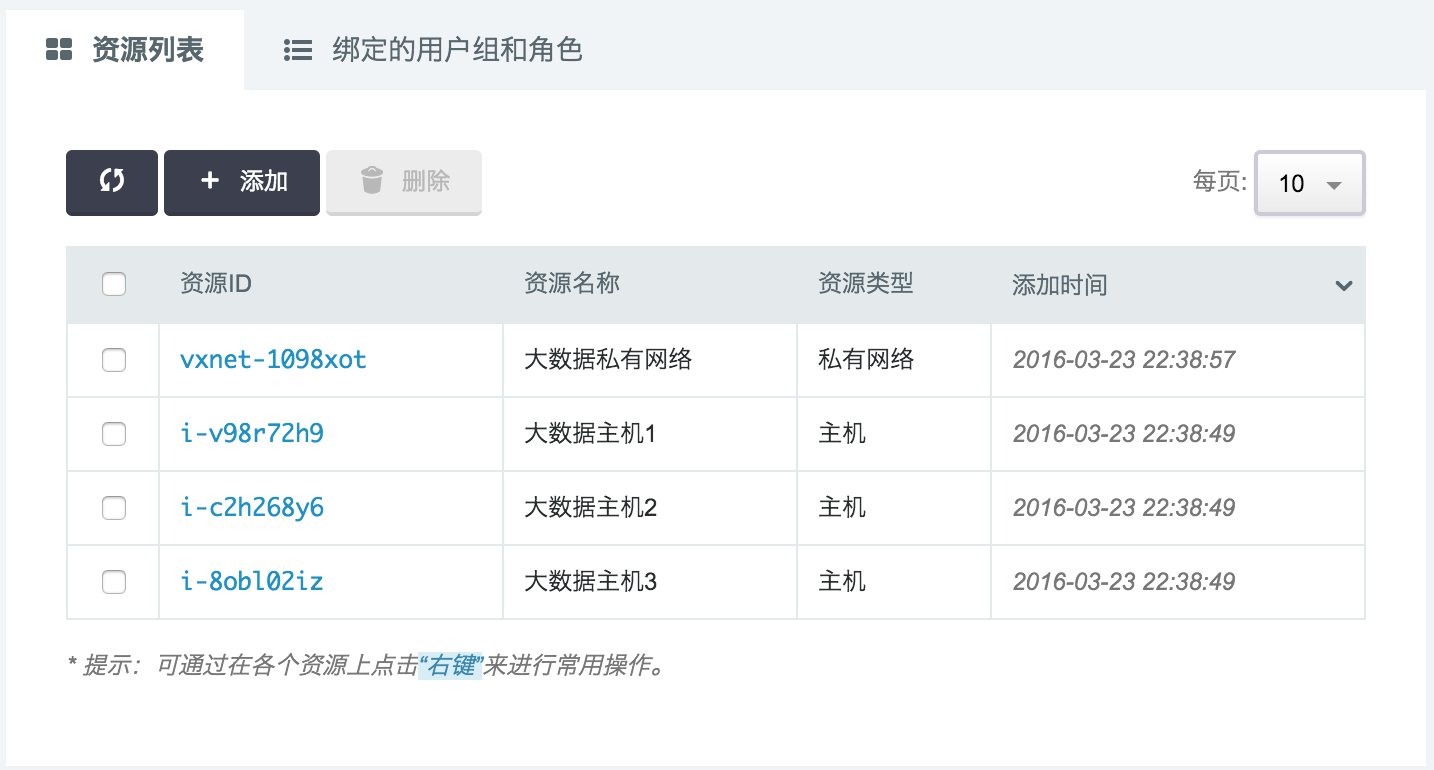 资源列表 绑定的用户组和角色
添加 删除 每页: 10
资源ID 资源名称 资源类型 添加时间
vxnet-1098xot 大数据私有网络 私有网络 2016-03-23 22:38:57
i-v98r72h9 大数据主机1 主机 2016-03-23 22:38:49
i-c2h268y6 大数据主机2 主机 2016-03-23 22:38:49
i-8obl02iz 大数据主机3 主机 2016-03-23 22:38:49
* 提示：可通过在各个资源上点击“右键”来进行常用操作。